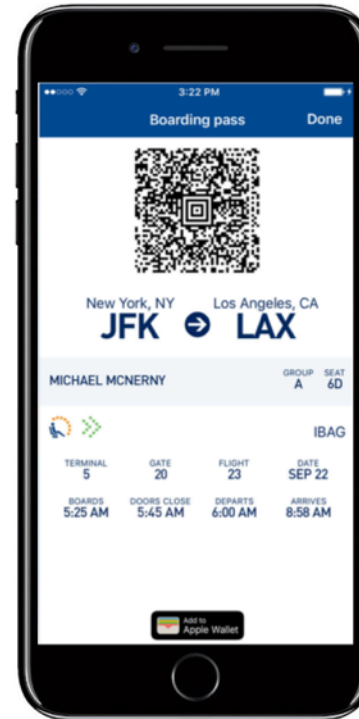 3:22 PM
Boarding pass Done
New York, NY Los Angeles, CA
JFK LAX
MICHAEL MCNERNY
GROUP SEAT
A 6D
IBAG
TERMINAL GATE FLIGHT DATE
5 20 23 SEP 22
BOARDS DOORS CLOSE DEPARTS ARRIVES
5:25 AM 5:45 AM 6:00 AM 8:58 AM
Add to
Apple Wallet